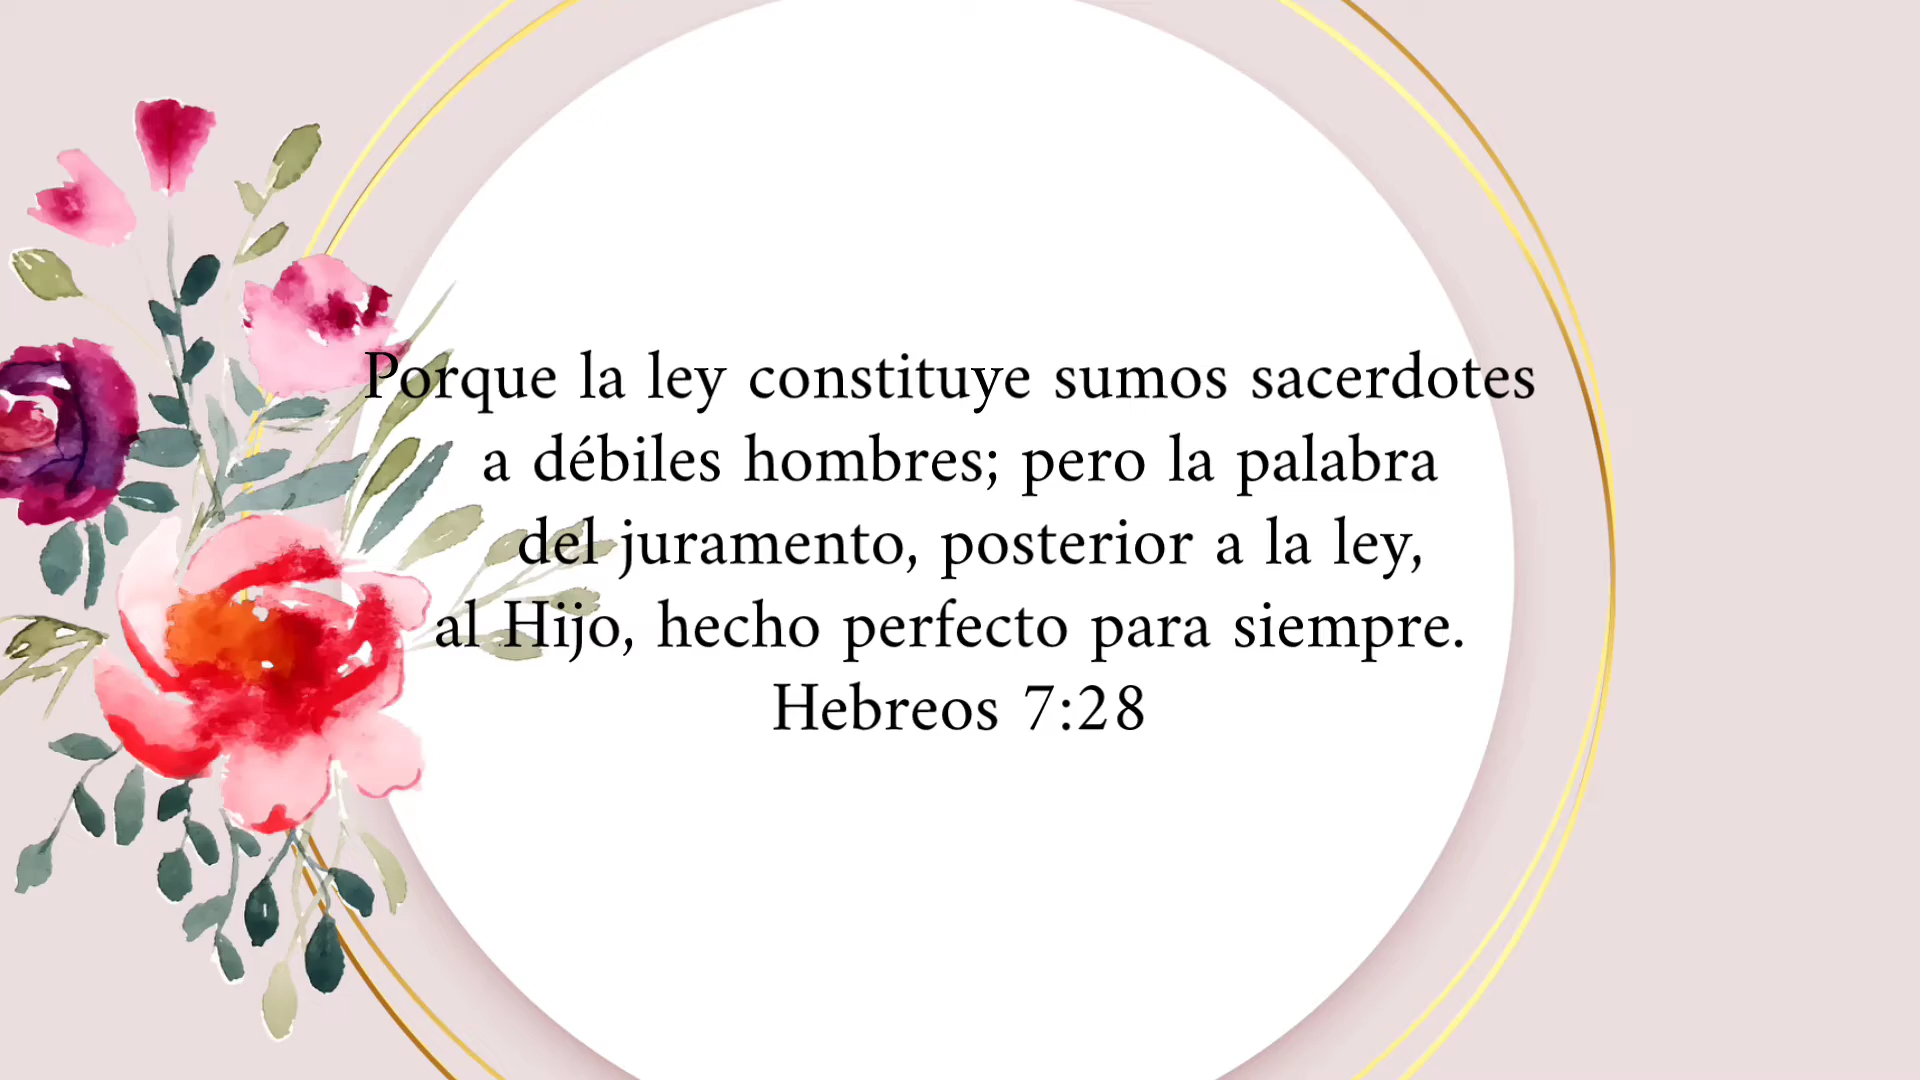 Porque la ley constituye sumos sacerdotes
a débiles hombres; pero la palabra
del juramento, posterior a la ley,
al Hijo, hecho perfecto para siempre.
Hebreos 7:28